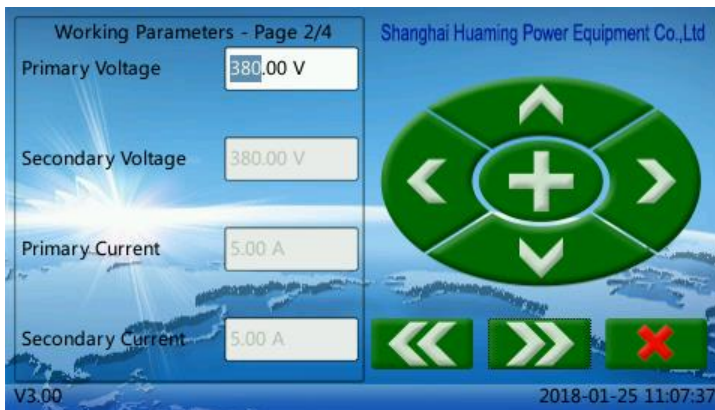 Working Parameters - Page 2/4
Shanghai Huaming Power Equipment Co.,Ltd
Primary Voltage
380.00 V
Secondary Voltage
380.00 V
Primary Current
5.00 A
Secondary Current
5.00 A
V3.00
2018-01-25 11:07:37